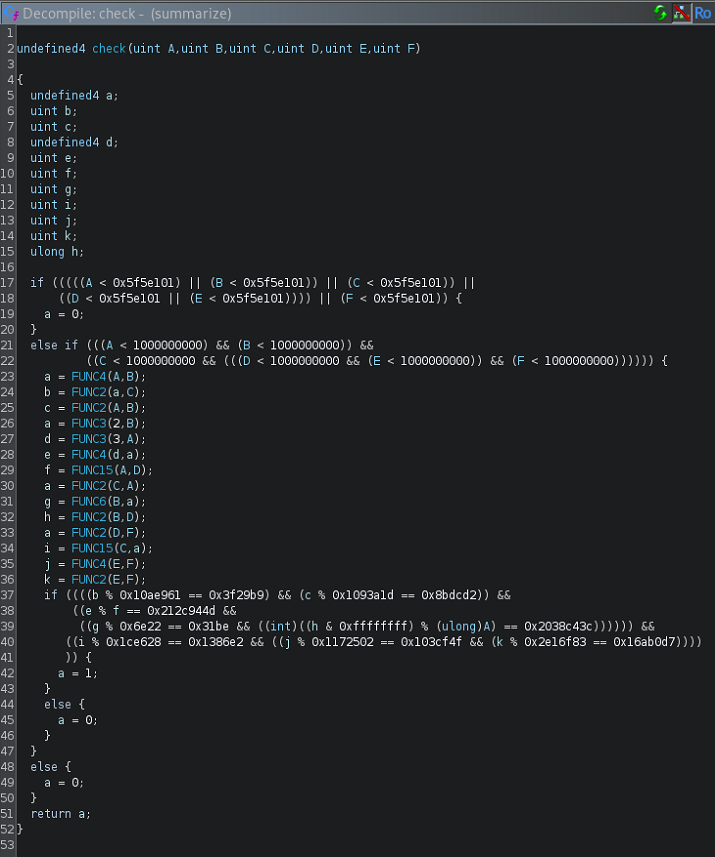 Decompile: check -  (summarize)
Ro
1
2 undefined4 check(uint A,uint B,uint C,uint D,uint E,uint F)
3
4 {
5   undefined4 a;
6   uint b;
7   uint c;
8   undefined4 d;
9   uint e;
10   uint f;
11   uint g;
12   uint i;
13   uint j;
14   uint k;
15   ulong h;
16
17   if (((((A < 0x5f5e101) || (B < 0x5f5e101)) || (C < 0x5f5e101)) ||
18       ((D < 0x5f5e101 || (E < 0x5f5e101)))) || (F < 0x5f5e101)) {
19     a = 0;
20   }
21   else if (((A < 1000000000) && (B < 1000000000)) &&
22           ((C < 1000000000 && (((D < 1000000000 && (E < 1000000000)) && (F < 1000000000)))))) {
23     a = FUNC4(A,B);
24     b = FUNC2(a,C);
25     c = FUNC2(A,B);
26     a = FUNC3(2,B);
27     d = FUNC3(3,A);
28     e = FUNC4(d,a);
29     f = FUNC15(A,D);
30     a = FUNC2(C,A);
31     g = FUNC6(B,a);
32     h = FUNC2(B,D);
33     a = FUNC2(D,F);
34     i = FUNC15(C,a);
35     j = FUNC4(E,F);
36     k = FUNC2(E,F);
37     if ((((b % 0x10ae961 == 0x3f29b9) && (c % 0x1093a1d == 0x8bdcd2)) &&
38         ((e % f == 0x212c944d &&
39          ((g % 0x6e22 == 0x31be && ((int)((h & 0xffffffff) % (ulong)A) == 0x2038c43c)))))) &&
40        ((i % 0x1ce628 == 0x1386e2 && ((j % 0x1172502 == 0x103cf4f && (k % 0x2e16f83 == 0x16ab0d7))))
41        )) {
42       a = 1;
43     }
44     else {
45       a = 0;
46     }
47   }
48   else {
49     a = 0;
50   }
51   return a;
52 }
53